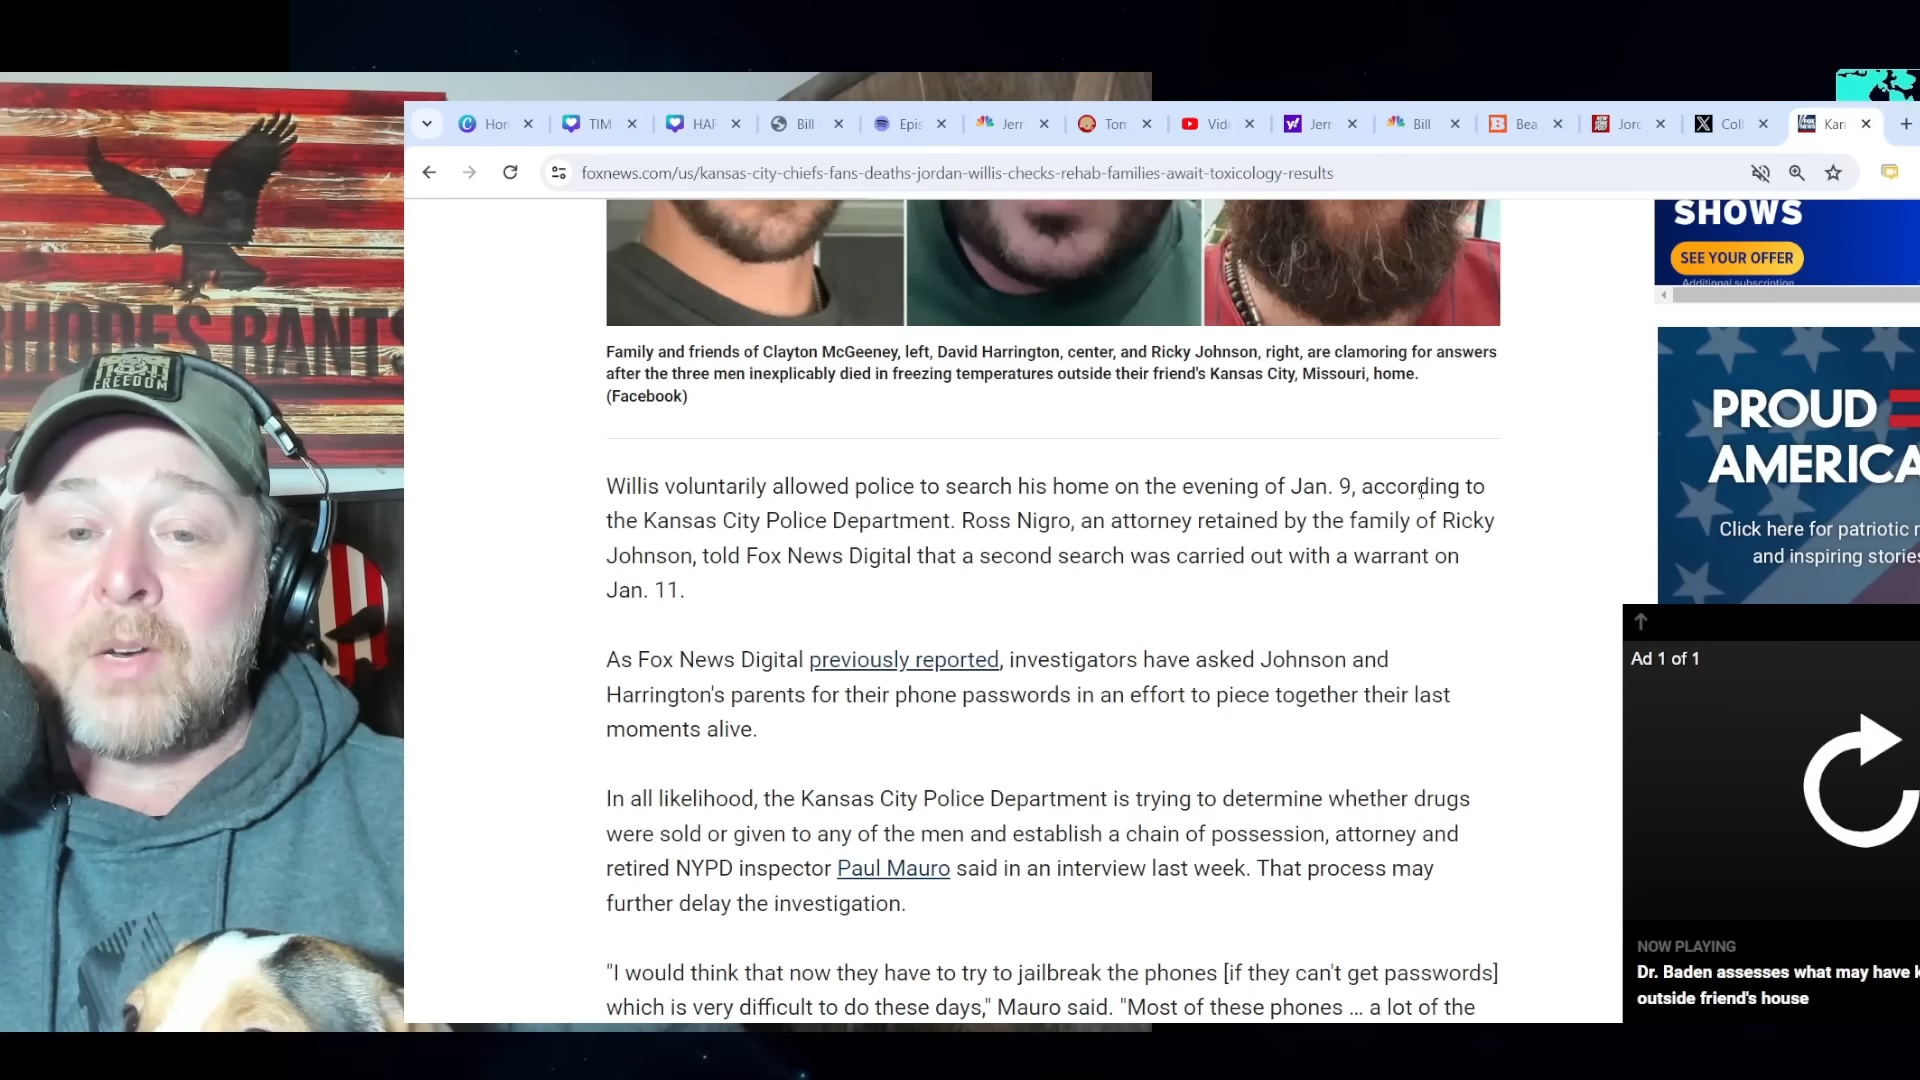 Hor
TIM
HAF
Bill
Epis
Jerr
Tom
Vid
Jerr
Bill
Bea
Jord
Coll
Kan
foxnews.com/us/kansas-city-chiefs-fans-deaths-jordan-willis-checks-rehab-families-await-toxicology-results
RHODES RANTS
FREEDOM
Family and friends of Clayton McGeeney, left, David Harrington, center, and Ricky Johnson, right, are clamoring for answers
after the three men inexplicably died in freezing temperatures outside their friend's Kansas City, Missouri, home.
(Facebook)
Willis voluntarily allowed police to search his home on the evening of Jan. 9, according to
the Kansas City Police Department. Ross Nigro, an attorney retained by the family of Ricky
Johnson, told Fox News Digital that a second search was carried out with a warrant on
Jan. 11.
As Fox News Digital previously reported, investigators have asked Johnson and
Harrington's parents for their phone passwords in an effort to piece together their last
moments alive.
In all likelihood, the Kansas City Police Department is trying to determine whether drugs
were sold or given to any of the men and establish a chain of possession, attorney and
retired NYPD inspector Paul Mauro said in an interview last week. That process may
further delay the investigation.
"I would think that now they have to try to jailbreak the phones [if they can't get passwords]
which is very difficult to do these days," Mauro said. "Most of these phones ... a lot of the
SHOWS
SEE YOUR OFFER
Additional subscription
PROUD
AMERICA
Click here for patriotic
and inspiring stories
Ad 1 of 1
NOW PLAYING
Dr. Baden assesses what may have
outside friend's house